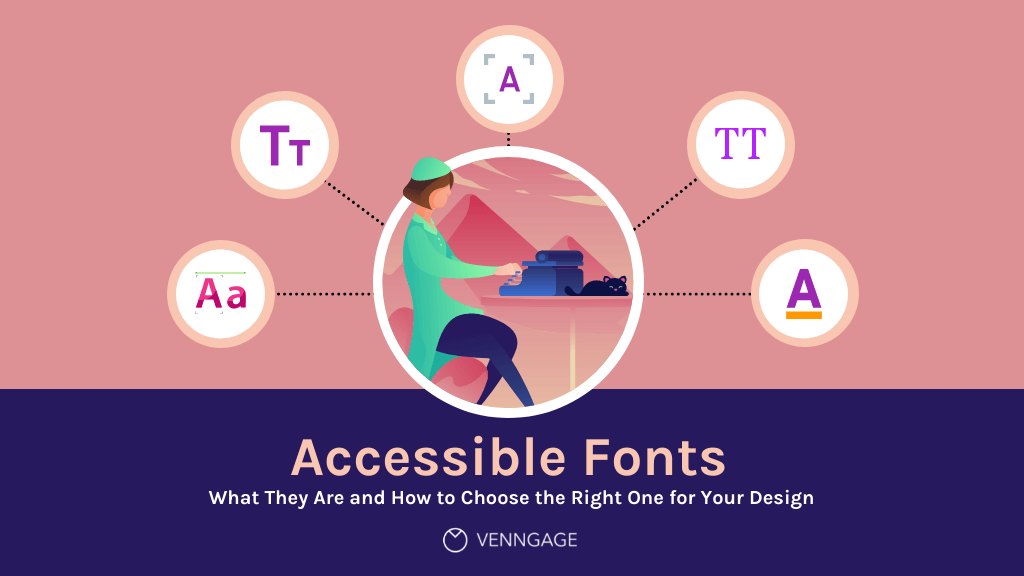 A
Tт
TT
Aa
A
Accessible Fonts
What They Are and How to Choose the Right One for Your Design
VENNGAGE